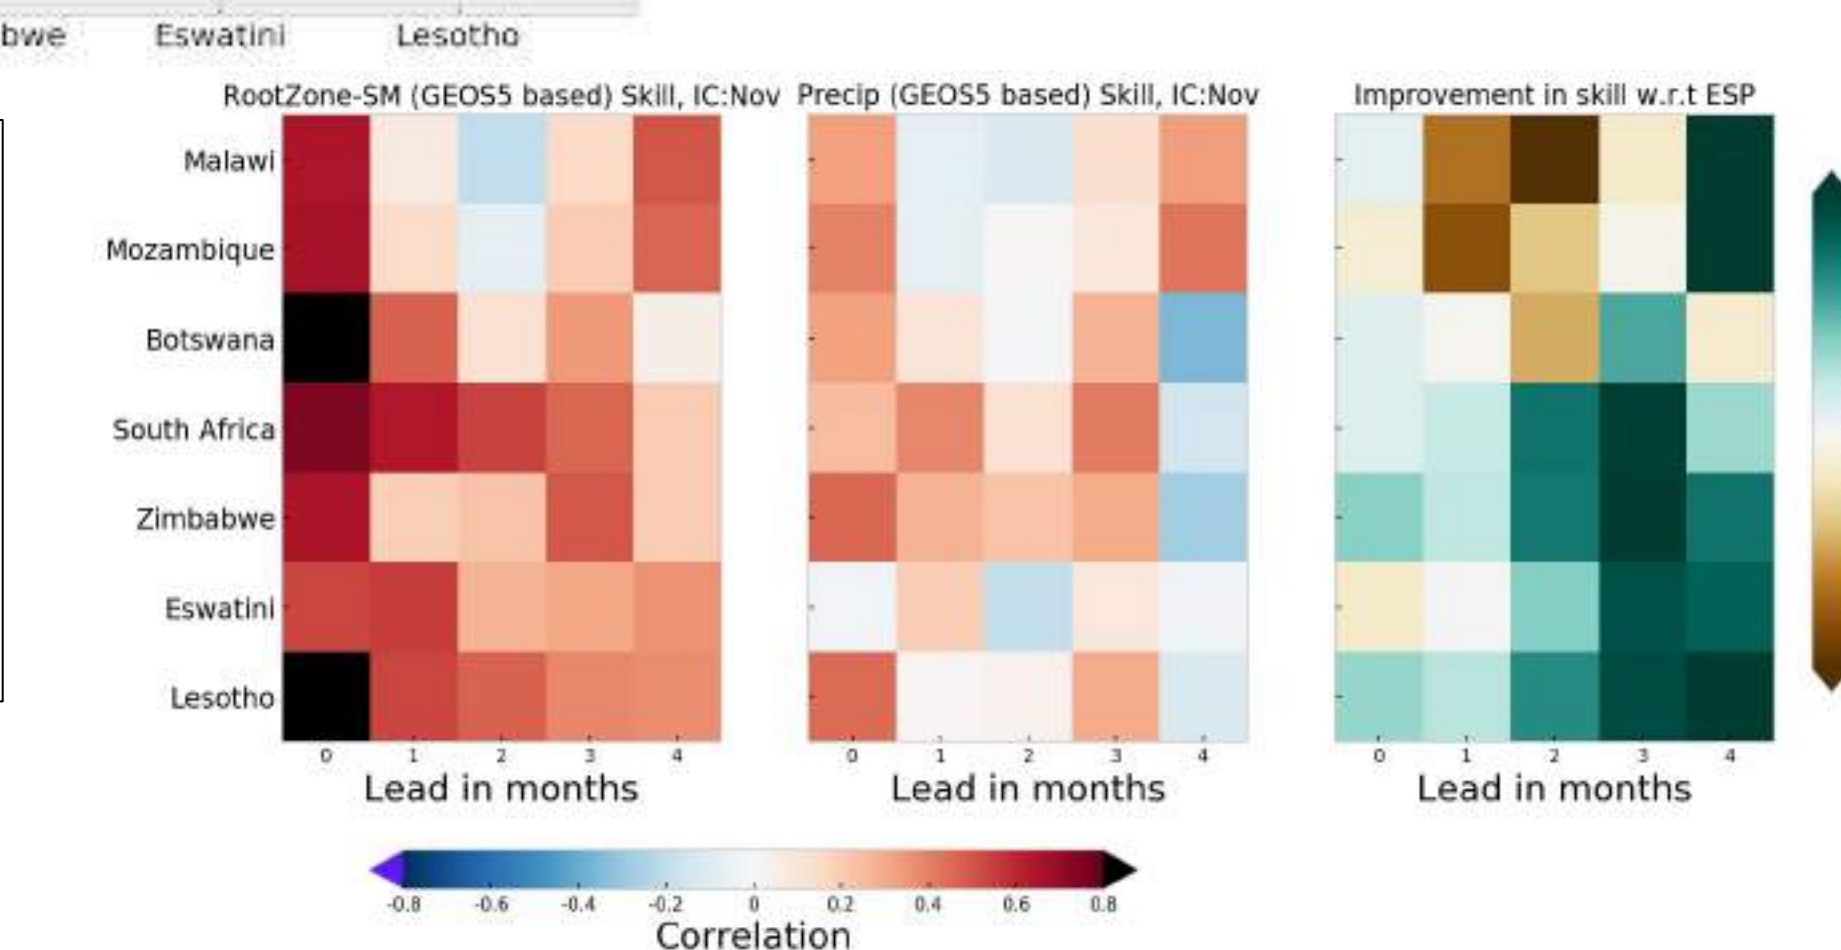 bwe Eswatini Lesotho
RootZone-SM (GEOS5 based) Skill, IC:Nov Precip (GEOS5 based) Skill, IC:Nov Improvement in skill w.r.t ESP
Malawi
Mozambique
Botswana
South Africa
Zimbabwe
Eswatini
Lesotho
0 1 2 3 4 0 1 2 3 4 0 1 2 3 4
Lead in months Lead in months Lead in months
-0.8 -0.6 -0.4 -0.2 0 0.2 0.4 0.6 0.8
Correlation